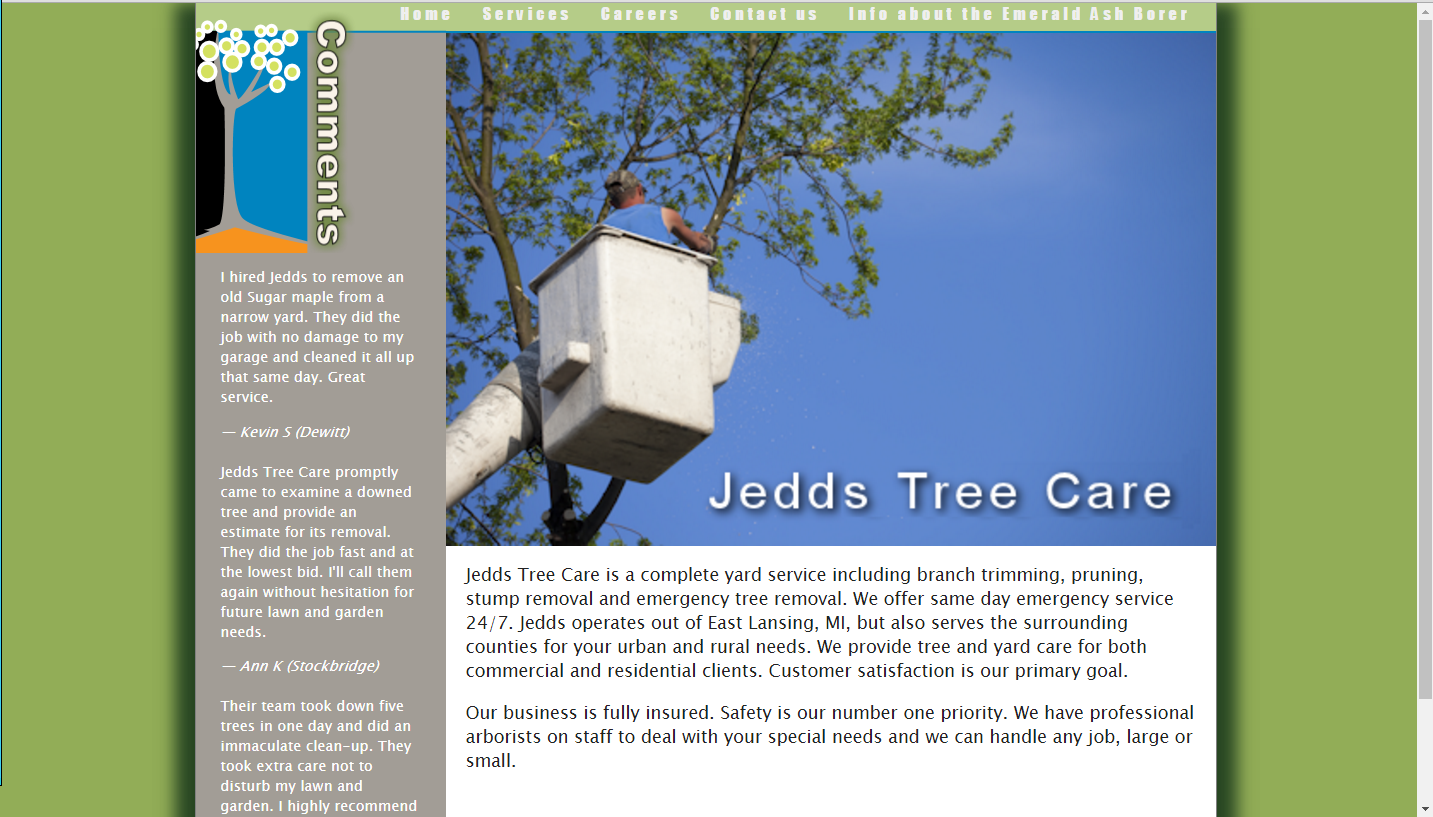 Home Services Careers Contact us Info about the Emerald Ash Borer
Comments
I hired Jedds to remove an
old Sugar maple from a
narrow yard. They did the
job with no damage to my
garage and cleaned it all up
that same day. Great
service.
— Kevin S (Dewitt)
Jedds Tree Care promptly
came to examine a downed
tree and provide an
estimate for its removal.
They did the job fast and at
the lowest bid. I'll call them
again without hesitation for
future lawn and garden
needs.
— Ann K (Stockbridge)
Their team took down five
trees in one day and did an
immaculate clean-up. They
took extra care not to
disturb my lawn and
garden. I highly recommend
Jedds Tree Care
Jedds Tree Care is a complete yard service including branch trimming, pruning,
stump removal and emergency tree removal. We offer same day emergency service
24/7. Jedds operates out of East Lansing, MI, but also serves the surrounding
counties for your urban and rural needs. We provide tree and yard care for both
commercial and residential clients. Customer satisfaction is our primary goal.
Our business is fully insured. Safety is our number one priority. We have professional
arborists on staff to deal with your special needs and we can handle any job, large or
small.